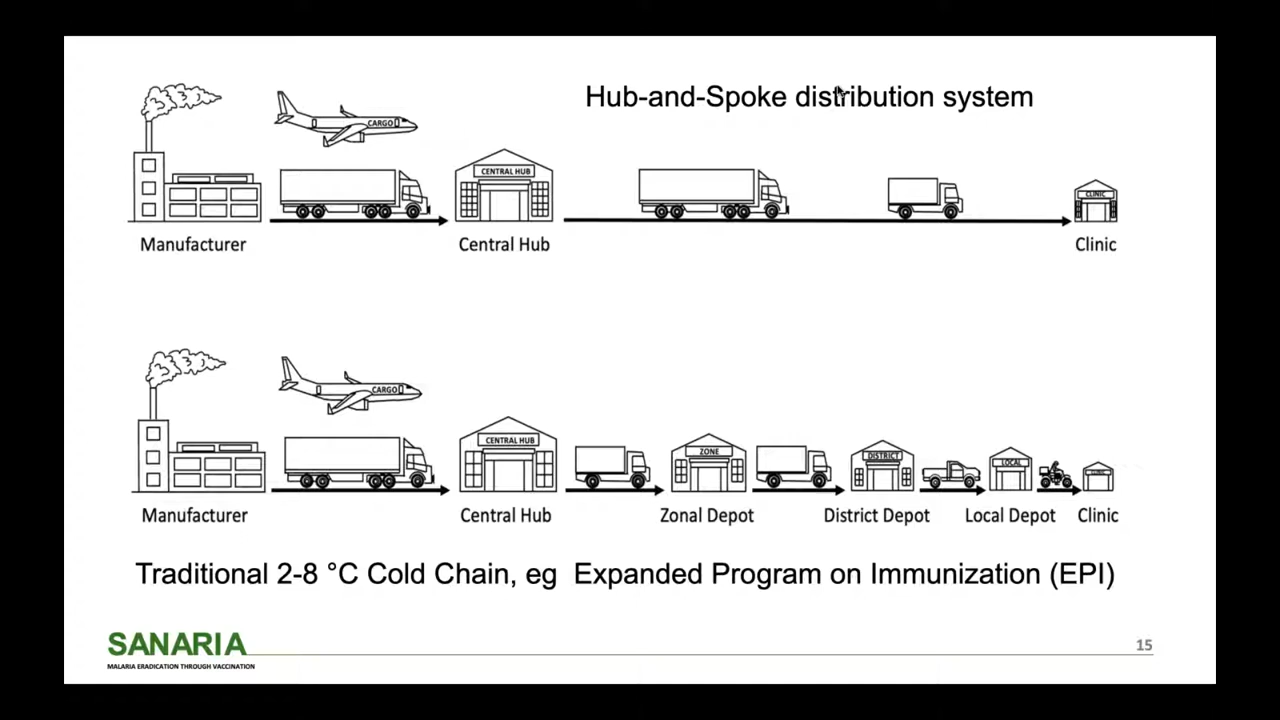 Hub-and-Spoke distribution system
CARGO
CENTRAL HUB
CLINIC
Manufacturer
Central Hub
Clinic
CARGO
CENTRAL HUB
ZONE
DISTRICT
LOCAL
CLINIC
Manufacturer
Central Hub
Zonal Depot
District Depot
Local Depot
Clinic
Traditional 2-8 °C Cold Chain, eg Expanded Program on Immunization (EPI)
SANARIA
MALARIA ERADICATION THROUGH VACCINATION
15